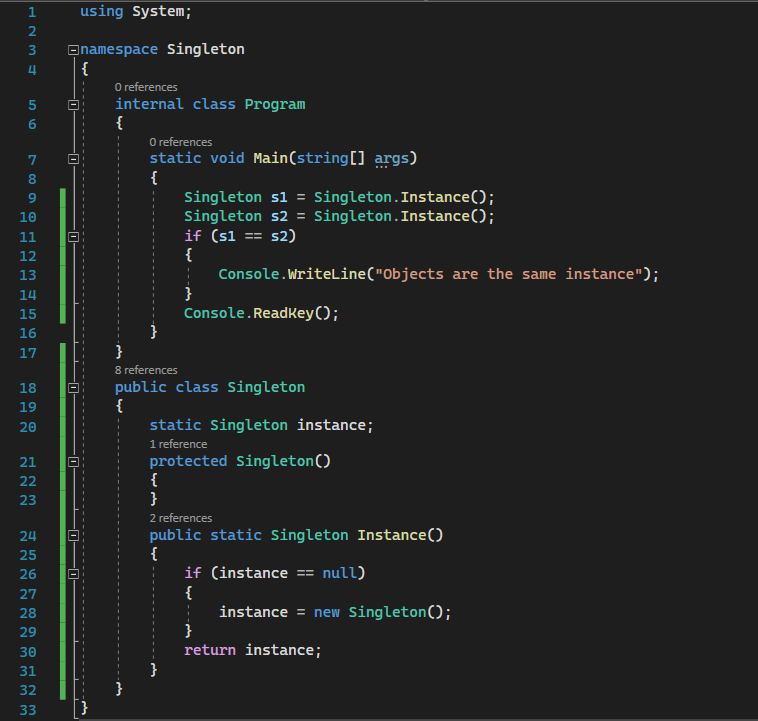 1 using System;
2
3 namespace Singleton
4 {
0 references
5 internal class Program
6 {
0 references
7 static void Main(string[] args)
8 {
9 Singleton s1 = Singleton.Instance();
10 Singleton s2 = Singleton.Instance();
11 if (s1 == s2)
12 {
13 Console.WriteLine("Objects are the same instance");
14 }
15 Console.ReadKey();
16 }
17 }
8 references
18 public class Singleton
19 {
20 static Singleton instance;
1 reference
21 protected Singleton()
22 {
23 }
2 references
24 public static Singleton Instance()
25 {
26 if (instance == null)
27 {
28 instance = new Singleton();
29 }
30 return instance;
31 }
32 }
33 }